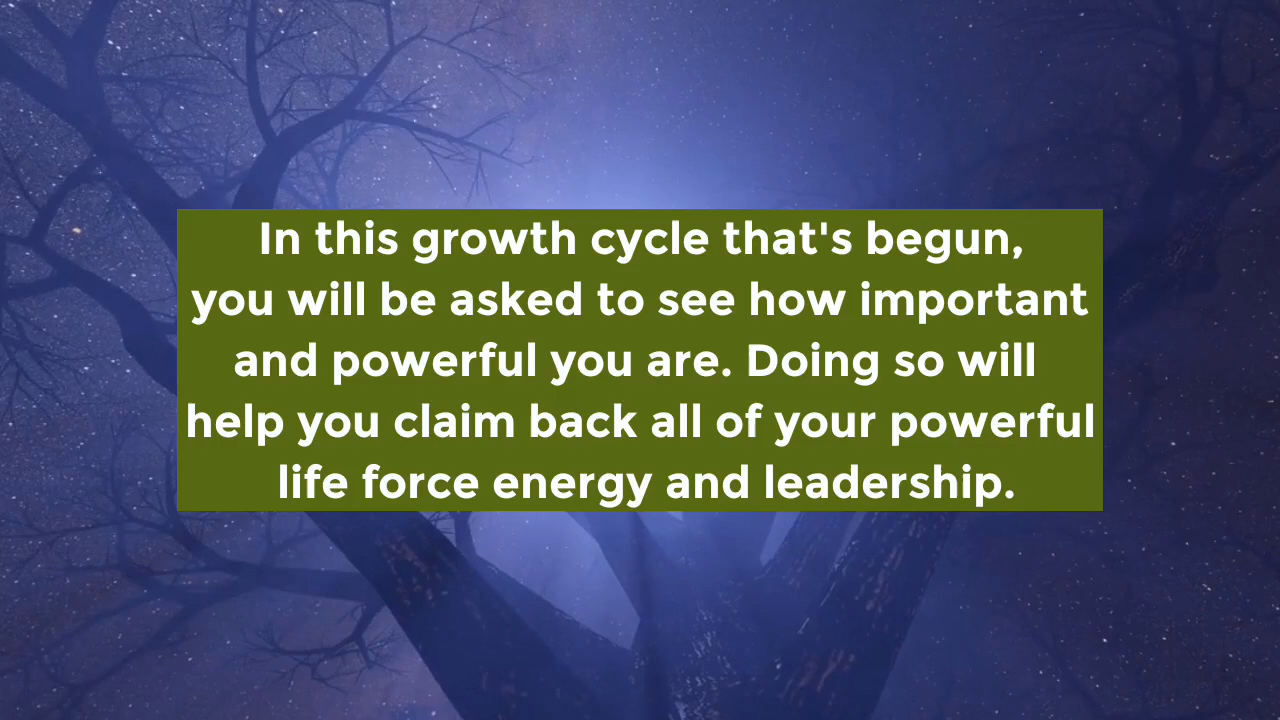 In this growth cycle that's begun,
you will be asked to see how important
and powerful you are. Doing so will
help you claim back all of your powerful
life force energy and leadership.